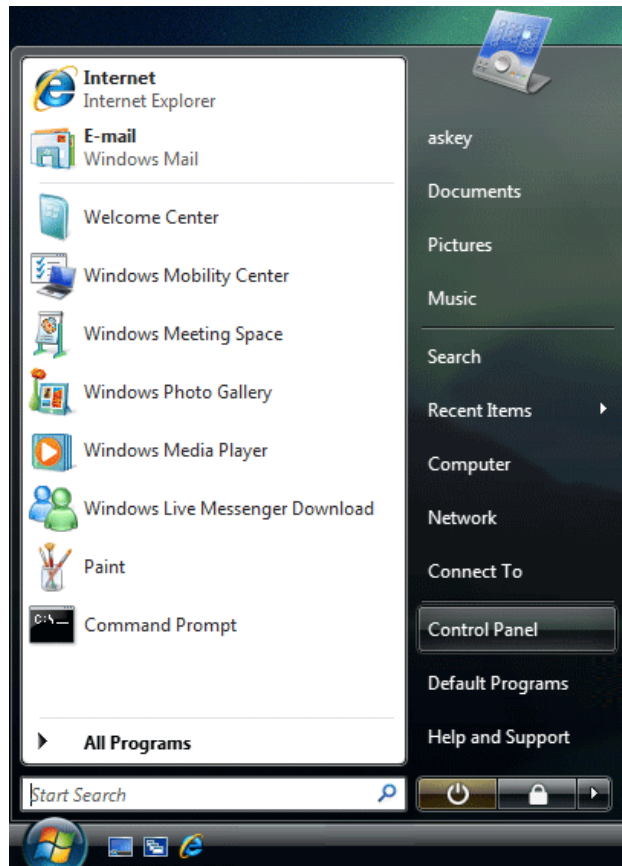 Internet
Internet Explorer
E-mail
Windows Mail
Welcome Center
Windows Mobility Center
Windows Meeting Space
Windows Photo Gallery
Windows Media Player
Windows Live Messenger Download
Paint
C:\_
Command Prompt
All Programs
Start Search
askey
Documents
Pictures
Music
Search
Recent Items
Computer
Network
Connect To
Control Panel
Default Programs
Help and Support